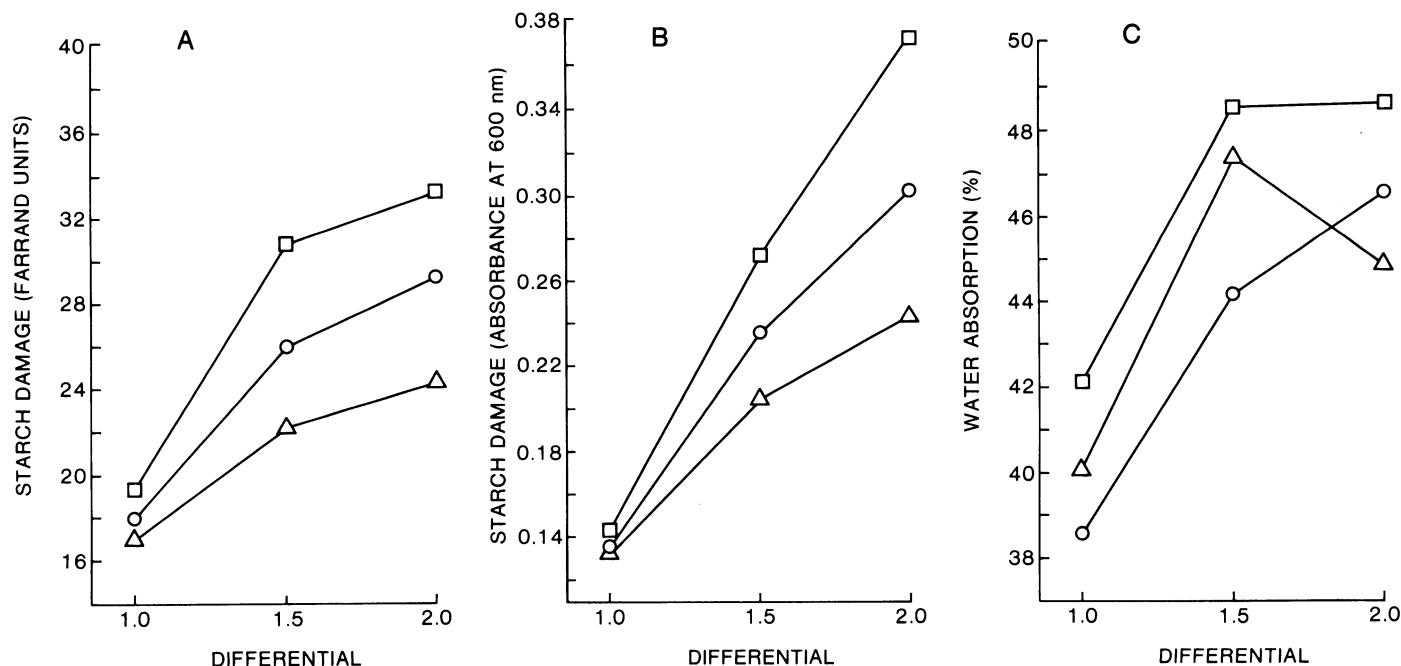 A
STARCH DAMAGE (FARRAND UNITS)
40
36
32
28
24
20
16
1.0 1.5 2.0
DIFFERENTIAL
B
STARCH DAMAGE (ABSORBANCE AT 600 nm)
0.38
0.34
0.30
0.26
0.22
0.18
0.14
1.0 1.5 2.0
DIFFERENTIAL
C
WATER ABSORPTION (%)
50
48
46
44
42
40
38
1.0 1.5 2.0
DIFFERENTIAL